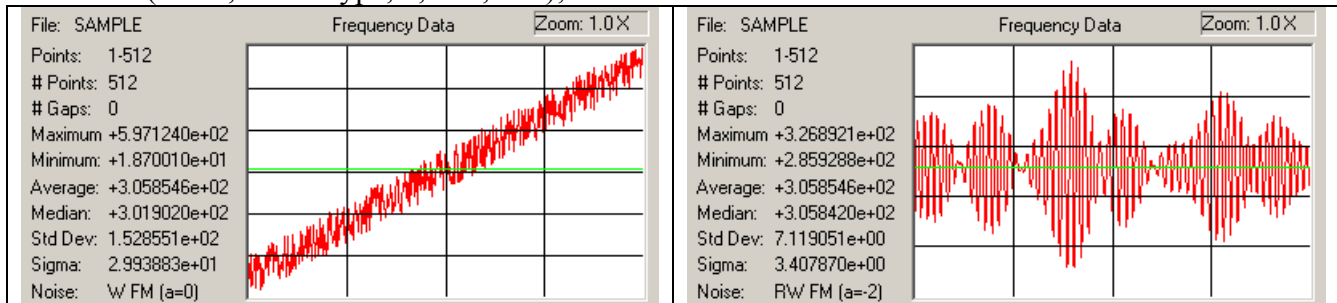 File: SAMPLE Frequency Data Zoom: 1.0X
Points: 1-512
# Points: 512
# Gaps: 0
Maximum +5.971240e+02
Minimum: +1.870010e+01
Average: +3.058546e+02
Median: +3.019020e+02
Std Dev: 1.528551e+02
Sigma: 2.993883e+01
Noise: W FM (a=0)
File: SAMPLE Frequency Data Zoom: 1.0X
Points: 1-512
# Points: 512
# Gaps: 0
Maximum +3.268921e+02
Minimum: +2.859288e+02
Average: +3.058546e+02
Median: +3.058420e+02
Std Dev: 7.119051e+00
Sigma: 3.407870e+00
Noise: RW FM (a=-2)